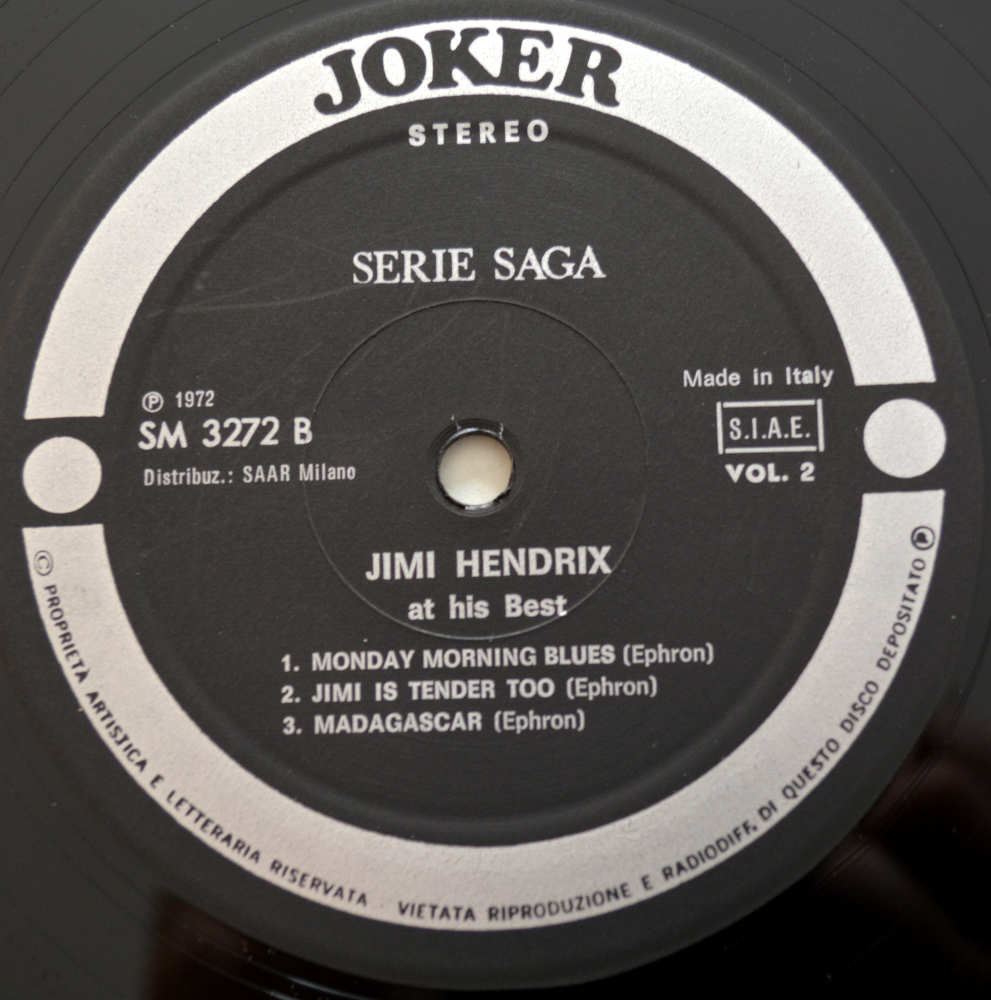 JOKER
STEREO
SERIE SAGA
℗ 1972
SM 3272 B
Distribuz.: SAAR Milano
Made in Italy
S.I.A.E.
VOL. 2
JIMI HENDRIX
at his Best
1. MONDAY MORNING BLUES (Ephron)
2. JIMI IS TENDER TOO (Ephron)
3. MADAGASCAR (Ephron)
© PROPRIETÀ ARTISTICA E LETTERARIA RISERVATA VIETATA RIPRODUZIONE E RADIODIFF. DI QUESTO DISCO DEPOSITATO ℗